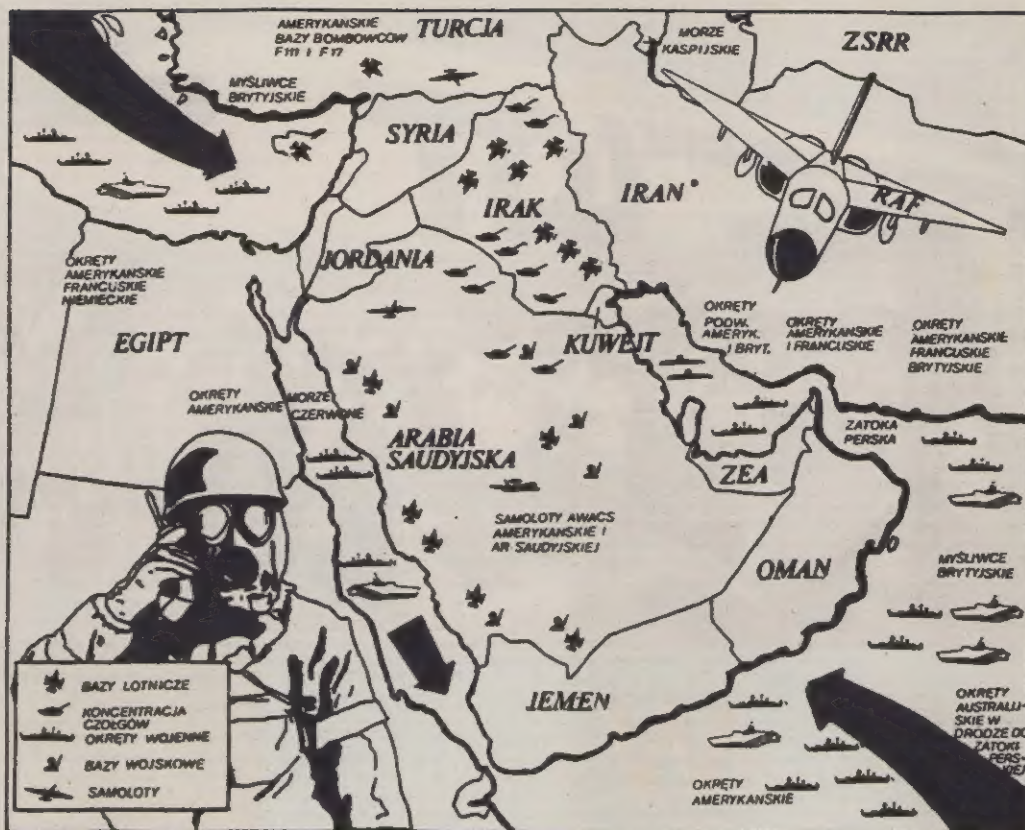 AMERYKAŃSKIE
BAZY BOMBOWCÓW
F 111 I F 17
TURCJA
MORZE
KASPIJSKIE
ZSRR
MYŚLIWCE
BRYTYJSKIE
SYRIA
IRAK
IRAN
RAF
JORDANIA
OKRĘTY
AMERYKAŃSKIE
FRANCUSKIE
NIEMIECKIE
EGIPT
KUWEJT
OKRĘTY
PODW.
AMERYK.
I BRYT.
OKRĘTY
AMERYKAŃSKIE
I FRANCUSKIE
OKRĘTY
AMERYKAŃSKIE
FRANCUSKIE
BRYTYJSKIE
OKRĘTY
AMERYKAŃSKIE
MORZE
CZERWONE
ARABIA
SAUDYJSKA
ZATOKA
PERSKA
ZEA
SAMOLOTY AWACS
AMERYKAŃSKIE I
AR SAUDYJSKIEJ
OMAN
MYŚLIWCE
BRYTYJSKIE
JEMEN
OKRĘTY
AUSTRALIJ-
SKIE W
DRODZE DO
ZATOKI
PERS-
OKRĘTY
AMERYKAŃSKIE
BAZY LOTNICZE
KONCENTRACJA
CZOŁGÓW
OKRĘTY WOJENNE
BAZY WOJSKOWE
SAMOLOTY